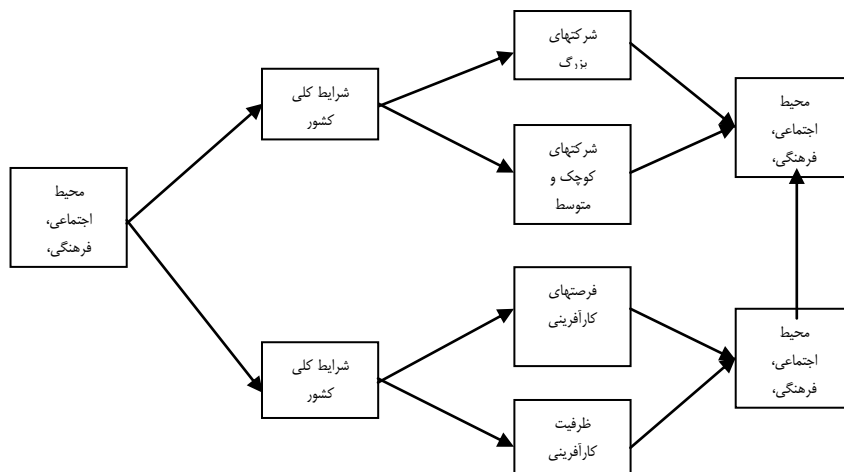 شرکتهای
بزرگ
شرایط کلی
کشور
محیط
اجتماعی،
فرهنگی،
شرکتهای
کوچک و
متوسط
محیط
اجتماعی،
فرهنگی،
فرصتهای
کارآفرینی
شرایط کلی
کشور
محیط
اجتماعی،
فرهنگی،
ظرفیت
کارآفرینی